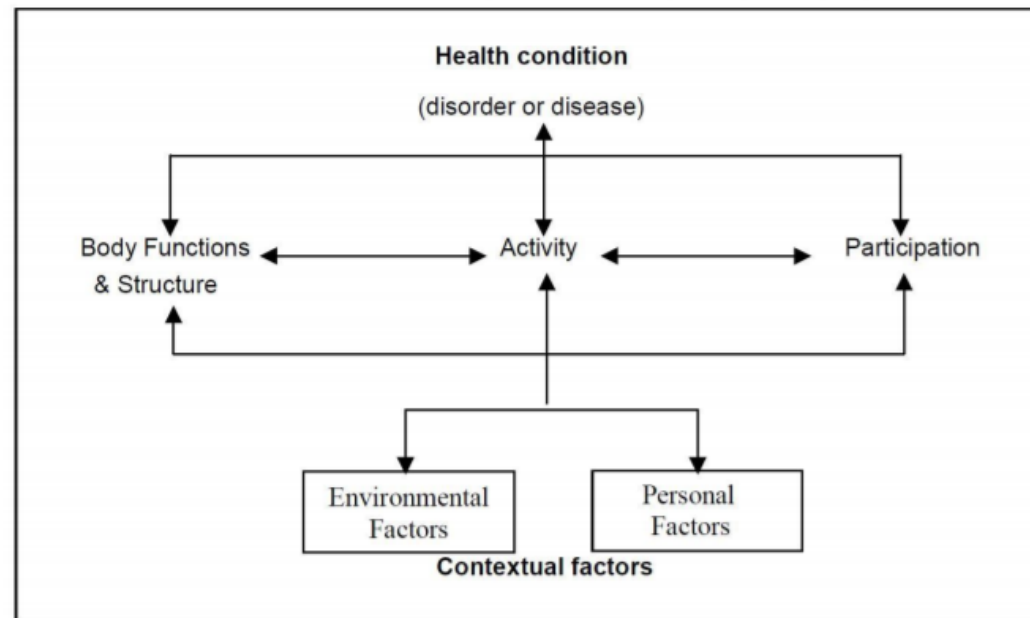 Health condition
(disorder or disease)
Body Functions
& Structure
Activity
Participation
Environmental
Factors
Personal
Factors
Contextual factors